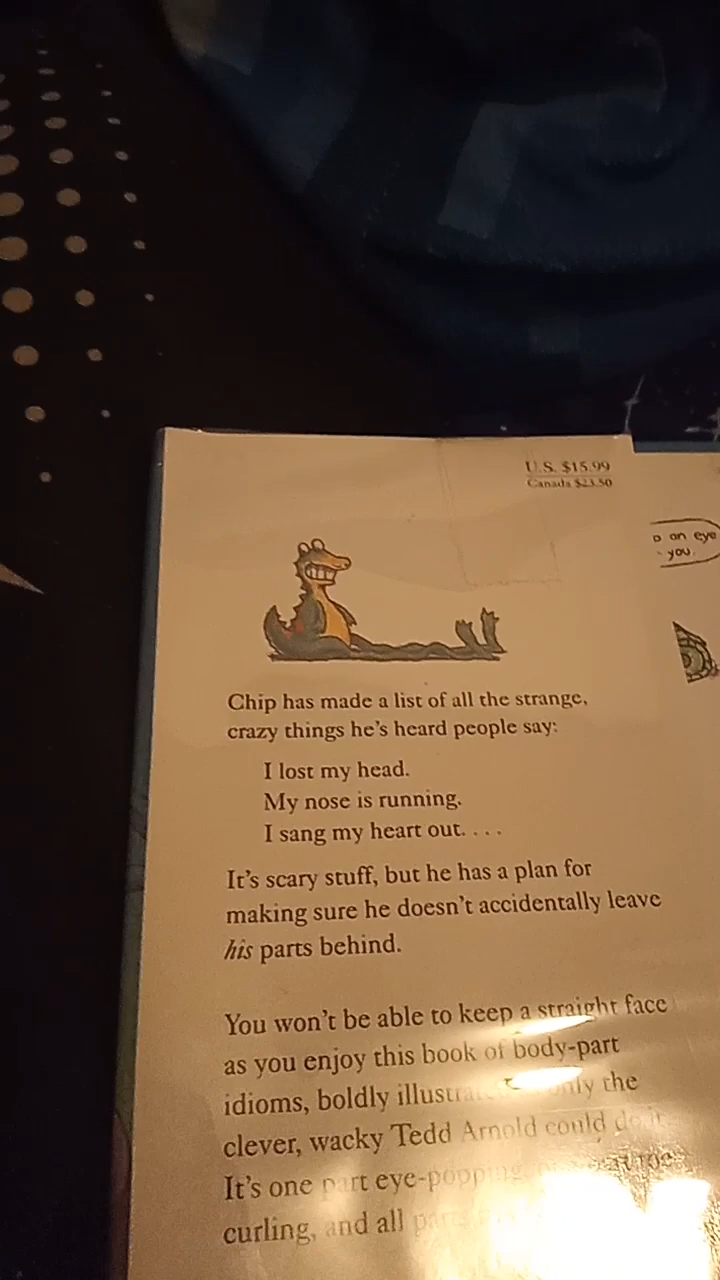 U.S. $15.99
Canada $23.50
an eye
you.
Chip has made a list of all the strange,
crazy things he's heard people say:
I lost my head.
My nose is running.
I sang my heart out. . . .
It's scary stuff, but he has a plan for
making sure he doesn't accidentally leave
his parts behind.
You won't be able to keep a straight face
as you enjoy this book of body-part
idioms, boldly illustra only the
clever, wacky Tedd Arnold could do it.
It's one part eye-popping,
curling, and all